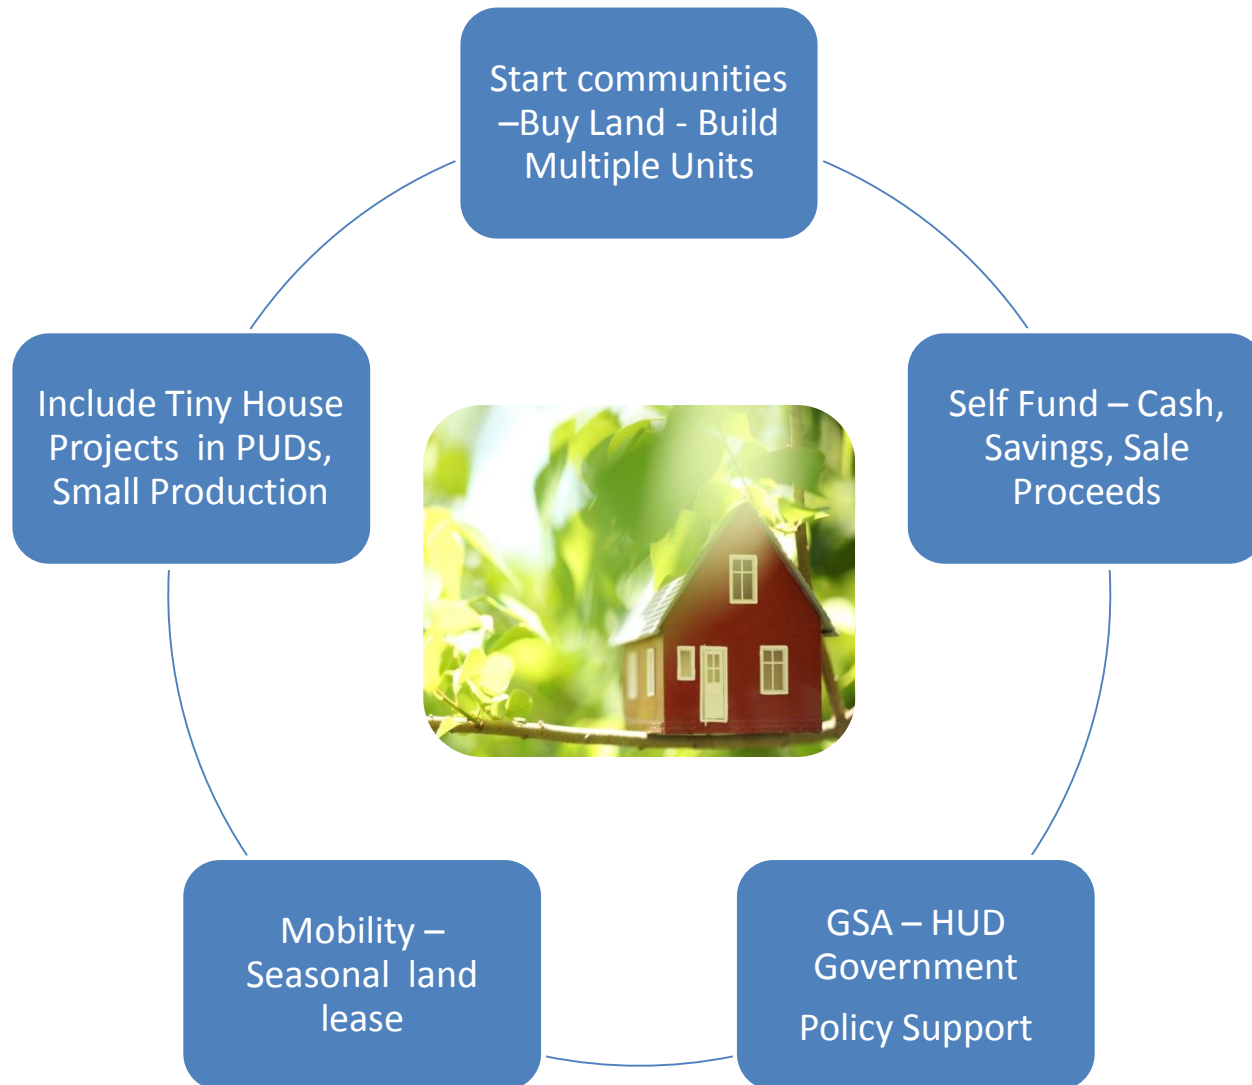 Start communities
–Buy Land - Build
Multiple Units
Self Fund – Cash,
Savings, Sale
Proceeds
GSA – HUD
Government
Policy Support
Mobility –
Seasonal  land
lease
Include Tiny House
Projects  in PUDs,
Small Production